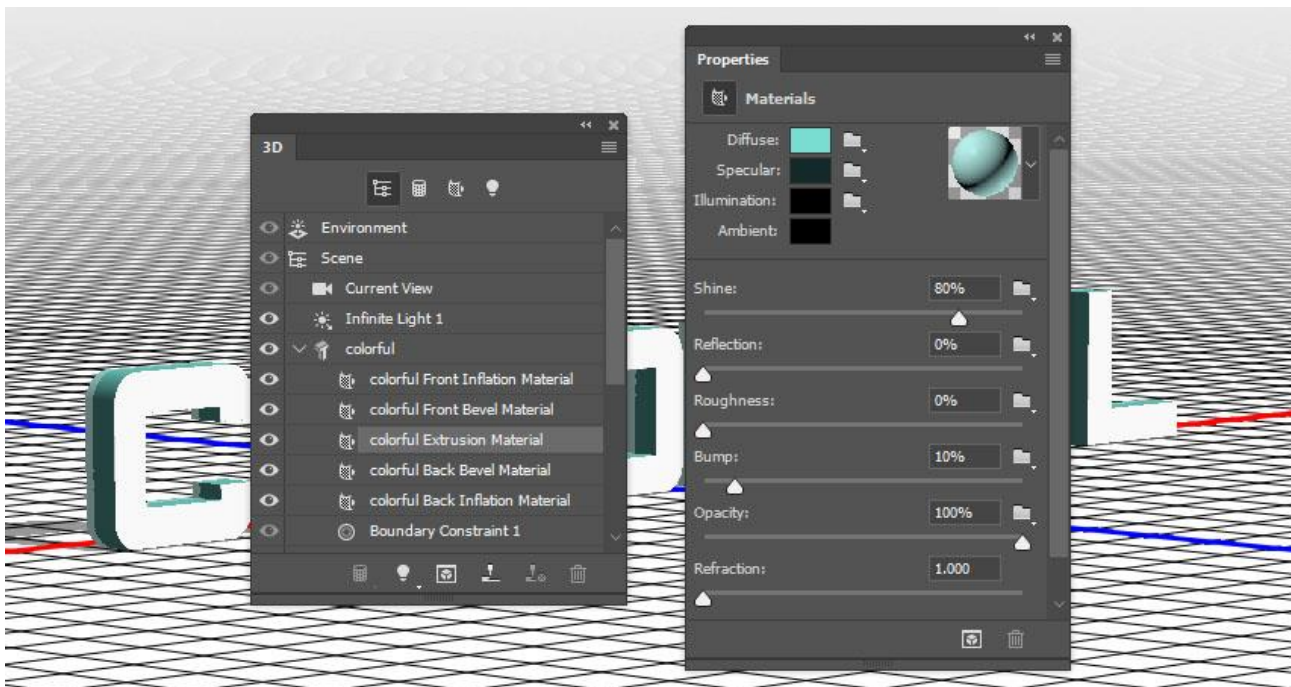 3D
Environment
Scene
Current View
Infinite Light 1
colorful
colorful Front Inflation Material
colorful Front Bevel Material
colorful Extrusion Material
colorful Back Bevel Material
colorful Back Inflation Material
Boundary Constraint 1
Properties
Materials
Diffuse:
Specular:
Illumination:
Ambient:
Shine: 80%
Reflection: 0%
Roughness: 0%
Bump: 10%
Opacity: 100%
Refraction: 1.000